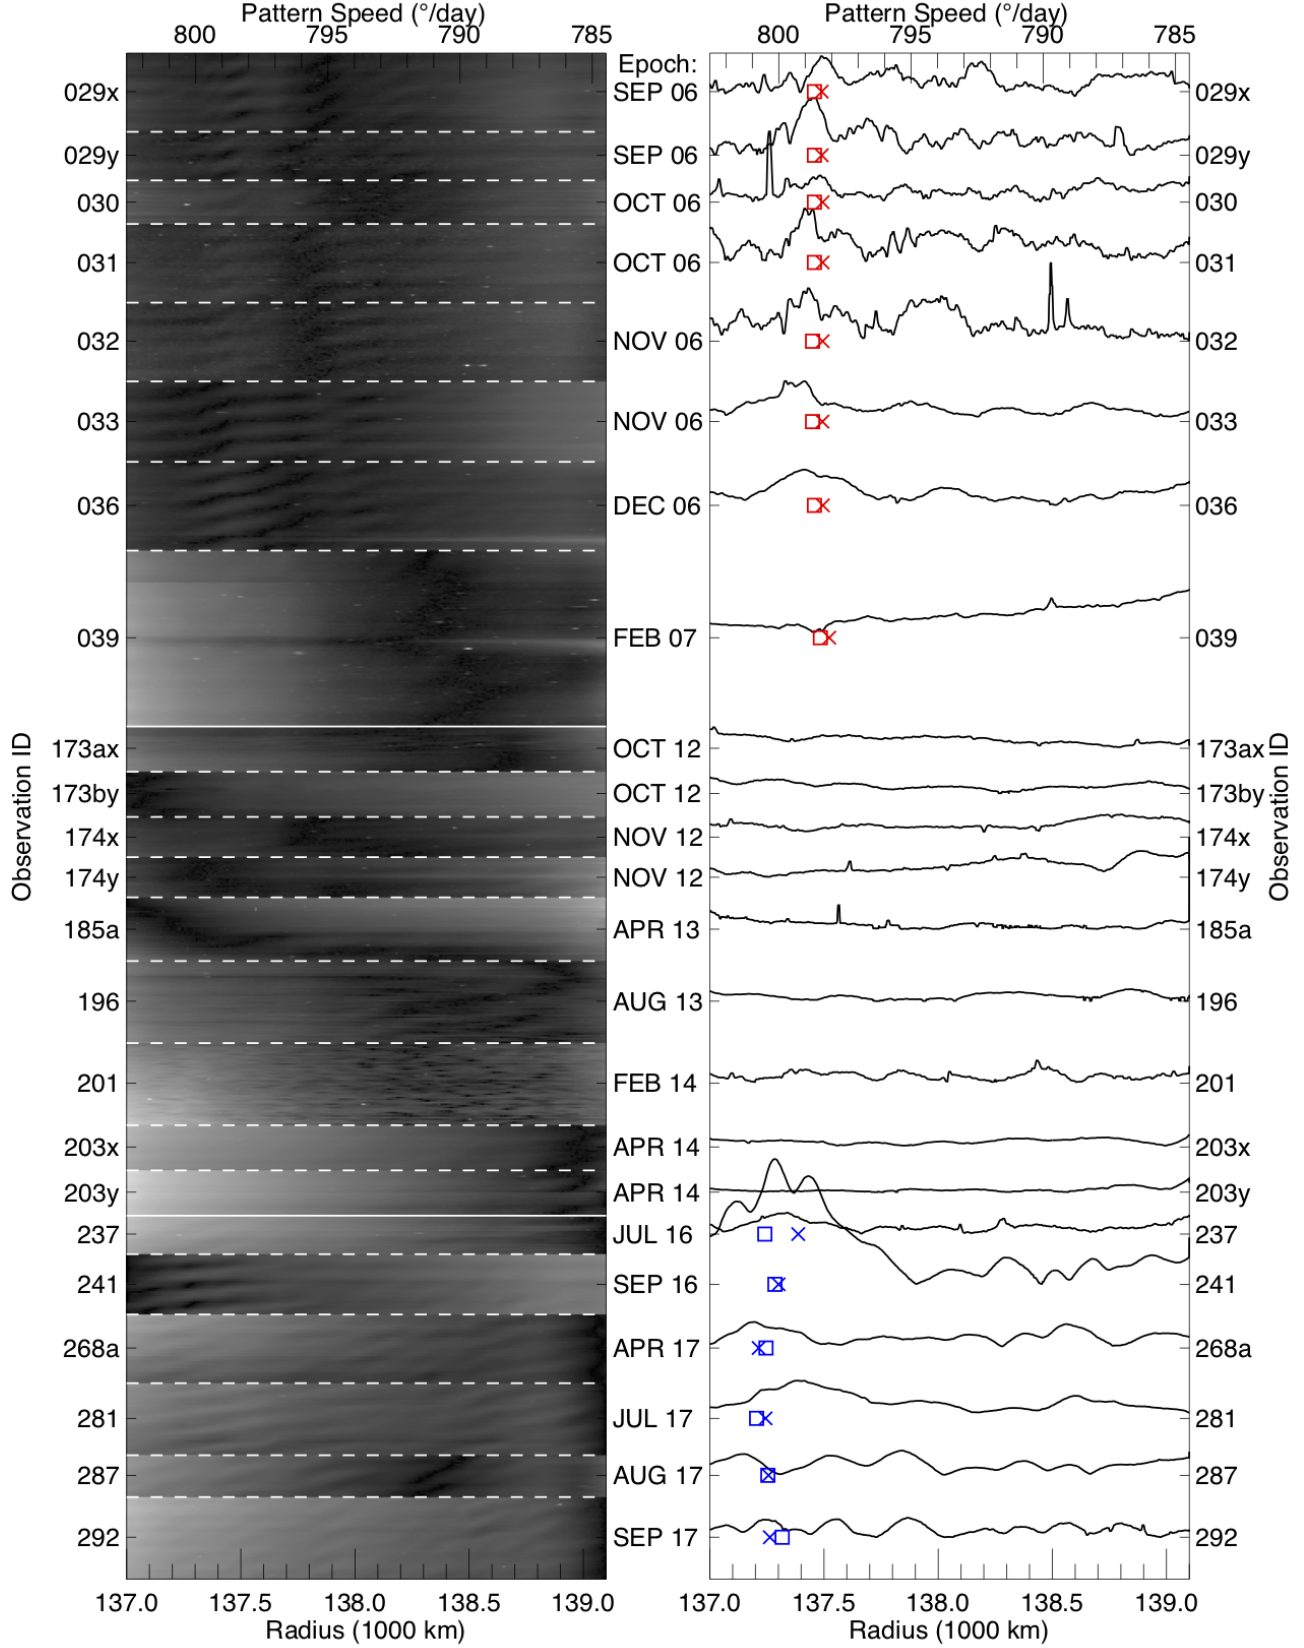 Pattern Speed (°/day) Pattern Speed (°/day)
800 795 790 785 800 795 790 785
Epoch:
029x SEP 06 029x
029y SEP 06 029y
030 OCT 06 030
031 OCT 06 031
032 NOV 06 032
033 NOV 06 033
036 DEC 06 036
039 FEB 07 039
173ax OCT 12 173ax
173by OCT 12 173by
174x NOV 12 174x
174y NOV 12 174y
185a APR 13 185a
196 AUG 13 196
201 FEB 14 201
203x APR 14 203x
203y APR 14 203y
237 JUL 16 237
241 SEP 16 241
268a APR 17 268a
281 JUL 17 281
287 AUG 17 287
292 SEP 17 292
Observation ID Observation ID
137.0 137.5 138.0 138.5 139.0 137.0 137.5 138.0 138.5 139.0
Radius (1000 km) Radius (1000 km)